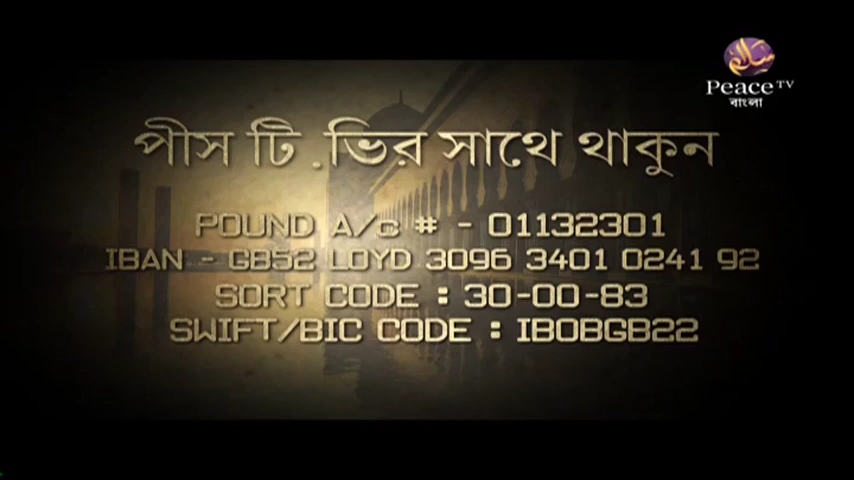 Peace TV
বাংলা
পীস টি .ভির সাথে থাকুন
POUND A/c # - 01132301
IBAN - GB52 LOYD 3096 3401 0241 92
SORT CODE : 30-00-83
SWIFT/BIC CODE : IBOBGB22